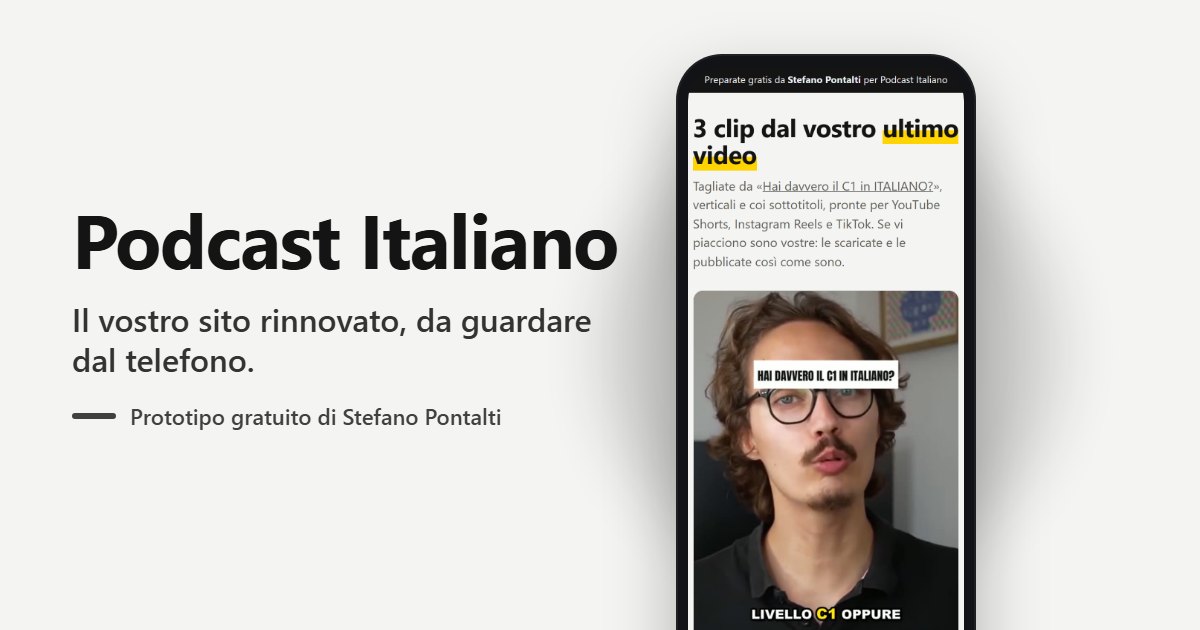 Podcast Italiano
Il vostro sito rinnovato, da guardare
dal telefono.
Prototipo gratuito di Stefano Pontalti
Preparate gratis da Stefano Pontalti per Podcast Italiano
3 clip dal vostro ultimo
video
Tagliate da «Hai davvero il C1 in ITALIANO?»,
verticali e coi sottotitoli, pronte per YouTube
Shorts, Instagram Reels e TikTok. Se vi
piacciono sono vostre: le scaricate e le
pubblicate così come sono.
HAI DAVVERO IL C1 IN ITALIANO?
LIVELLO C1 OPPURE